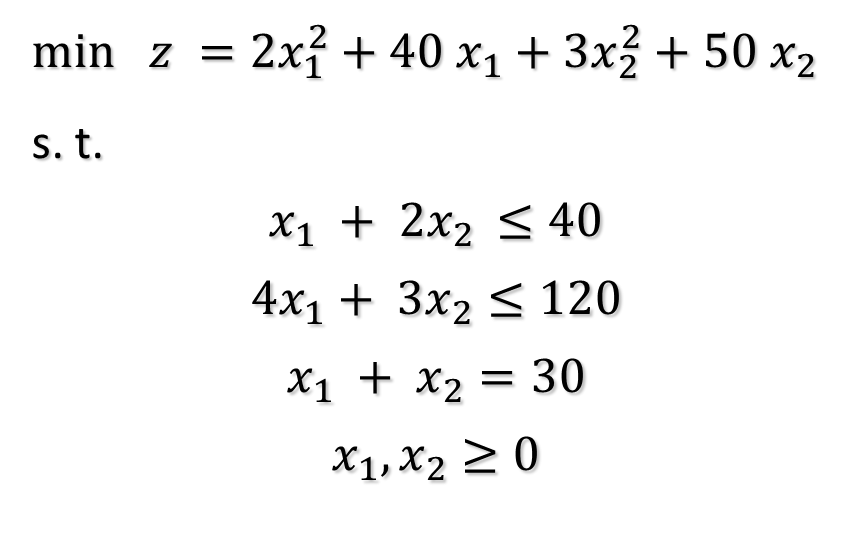 min z = 2x₁² + 40 x₁ + 3x₂² + 50 x₂
s. t.
x₁ + 2x₂ ≤ 40
4x₁ + 3x₂ ≤ 120
x₁ + x₂ = 30
x₁, x₂ ≥ 0